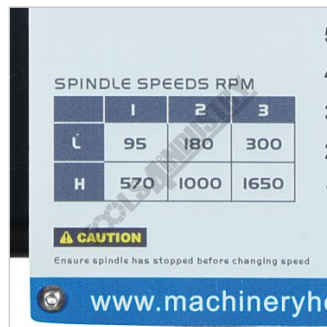 SPINDLE SPEEDS RPM
1 2 3
L 95 180 300
H 570 1000 1650
TOOLS4INDUSTRY
CAUTION
Ensure spindle has stopped before changing speed
www.machineryho